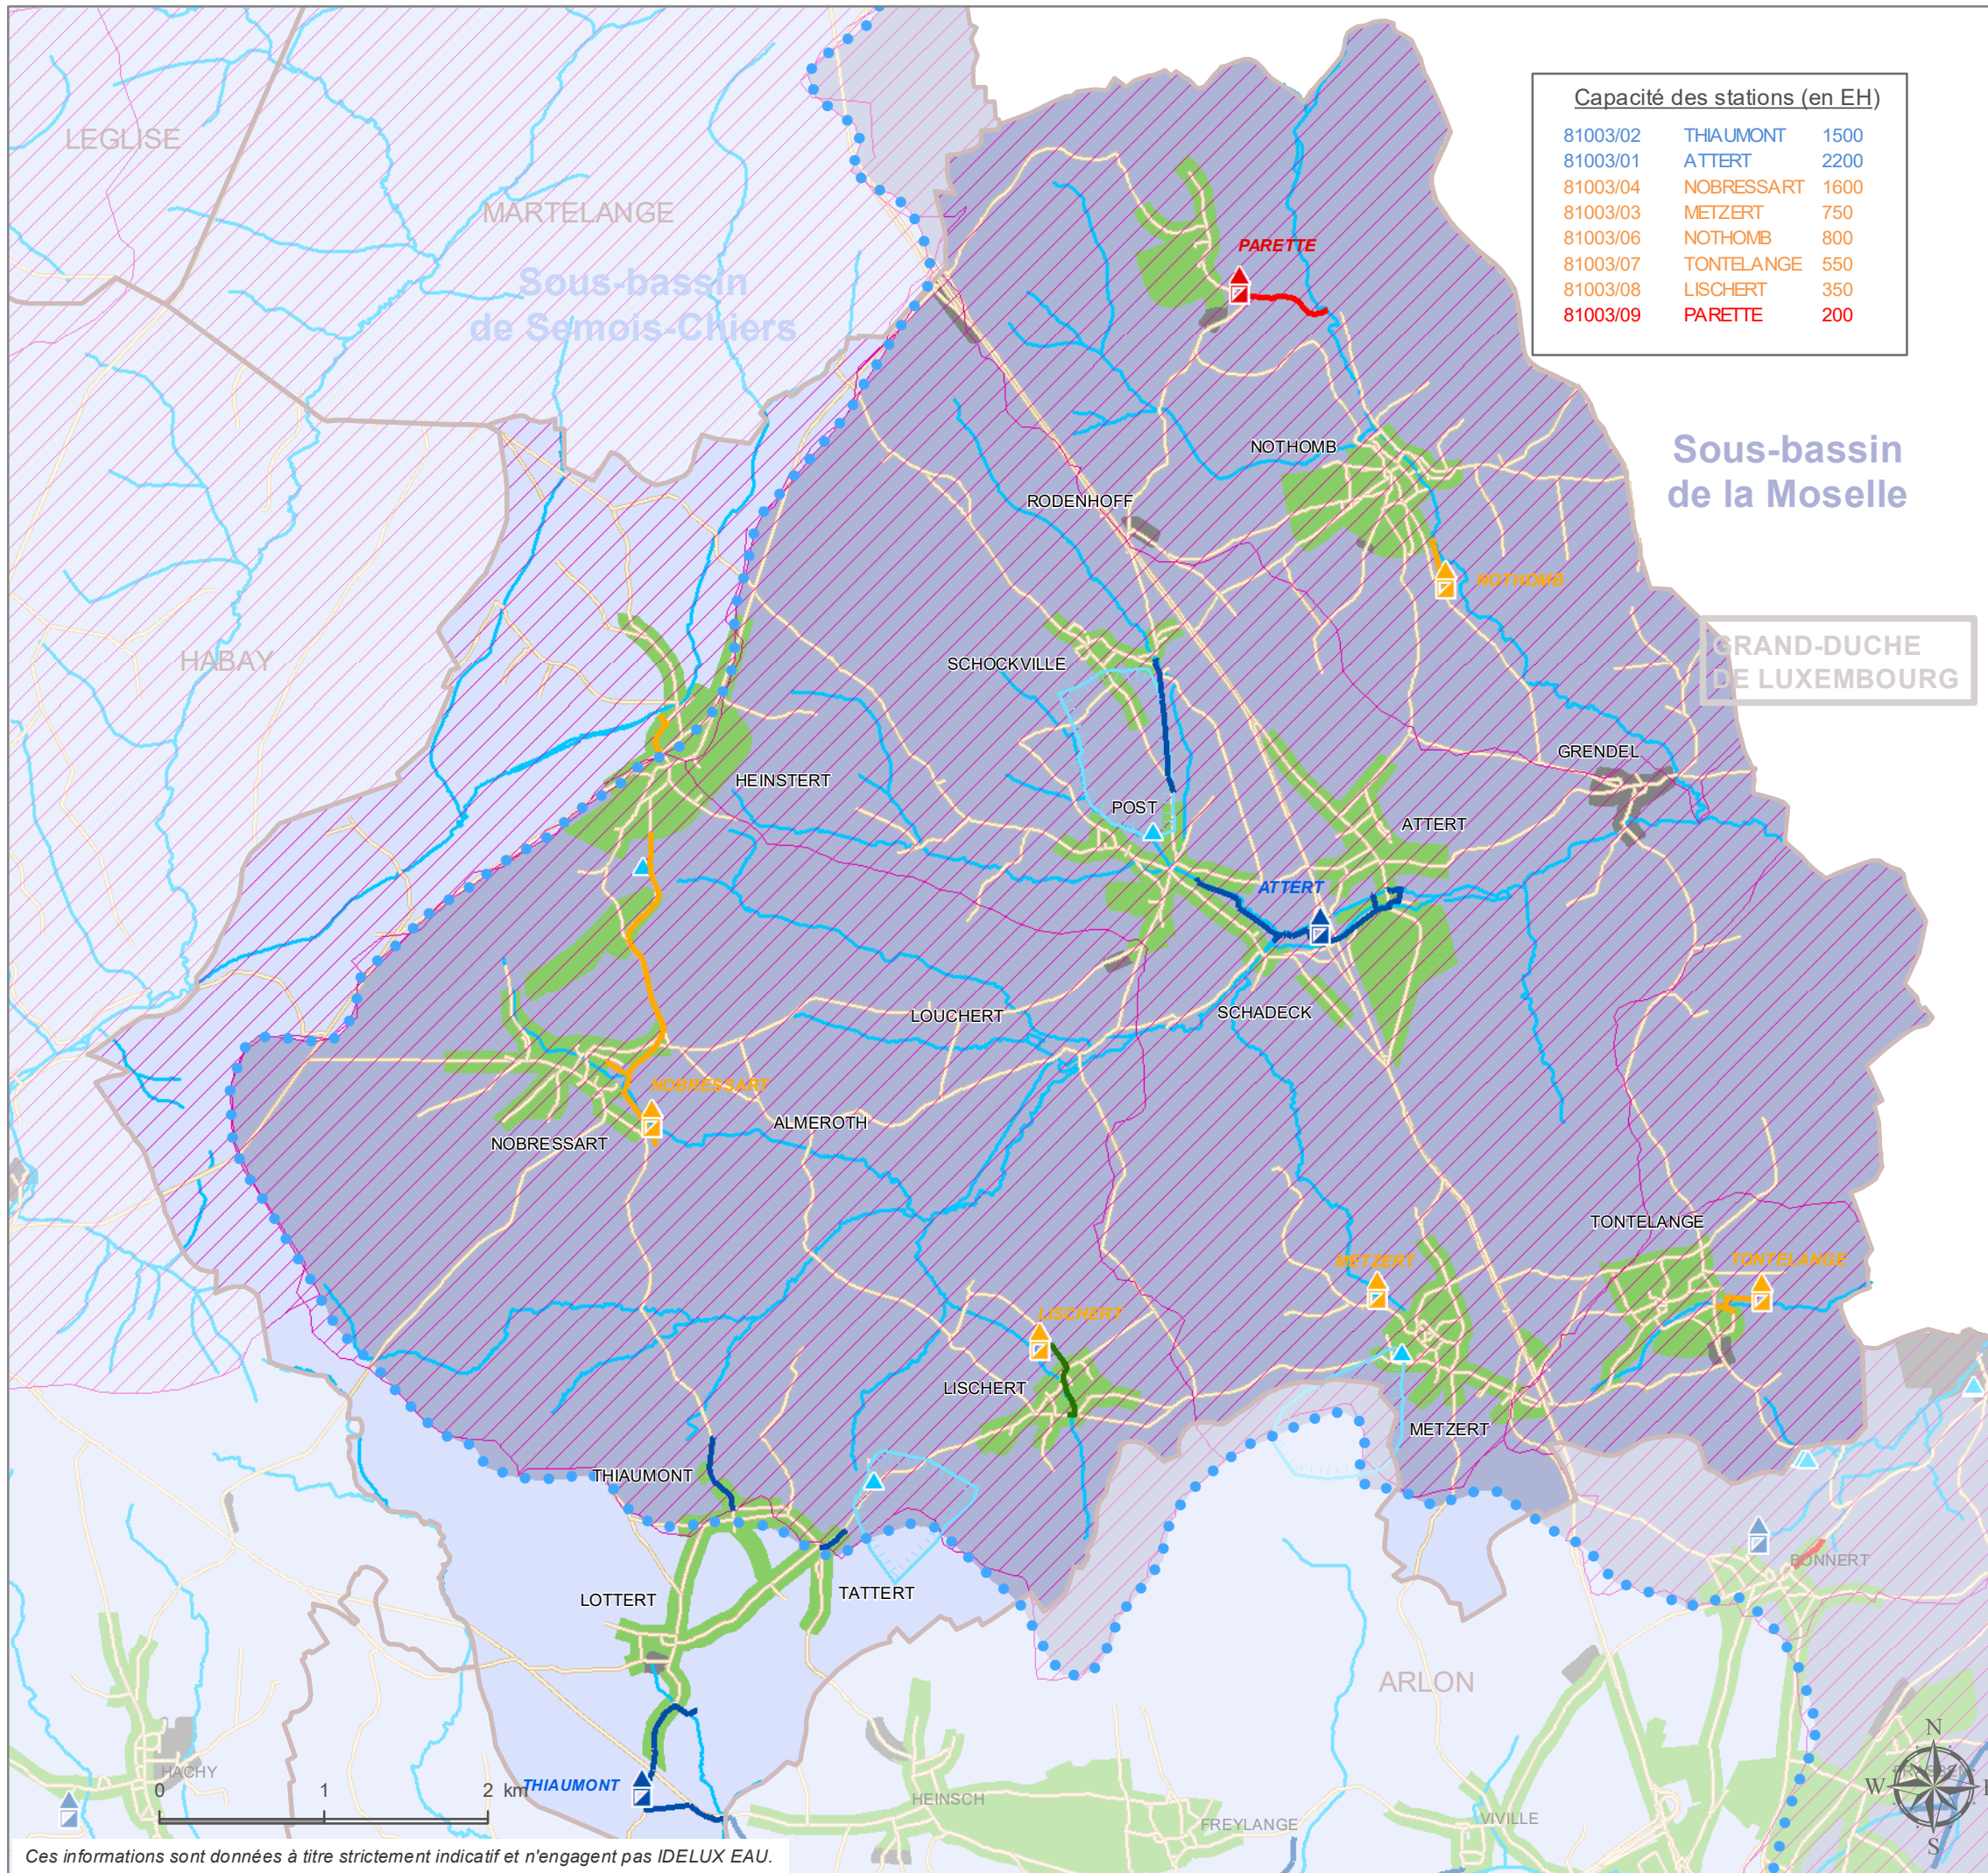 Capacité des stations (en EH)
81003/02 THIAUMONT 1500
81003/01 ATTERT 2200
81003/04 NOBRESSART 1600
81003/03 METZERT 750
81003/06 NOTHOMB 800
81003/07 TONTELANGE 550
81003/08 LISCHERT 350
81003/09 PARETTE 200
LEGLISE
MARTELANGE
PARETTE
Sous-bassin
de Semois-Chiers
NOTHOMB
Sous-bassin
de la Moselle
RODENHOFF
NOTHOMB
GRAND-DUCHE
DE LUXEMBOURG
HABAY
SCHOCKVILLE
GRENDEL
HEINSTERT
POST
ATTERT
ATTERT
LOUCHERT
SCHADECK
NOBRESSART
ALMEROTH
NOBRESSART
TONTELANGE
METZERT
TONTELANGE
LISCHERT
LISCHERT
METZERT
THIAUMONT
BONNERT
TATTERT
LOTTERT
ARLON
HACHY
THIAUMONT
HEINSCH
FREYLANGE
VIVILLE
0 1 2 km
N
W
S
Ces informations sont données à titre strictement indicatif et n'engagent pas IDELUX EAU.